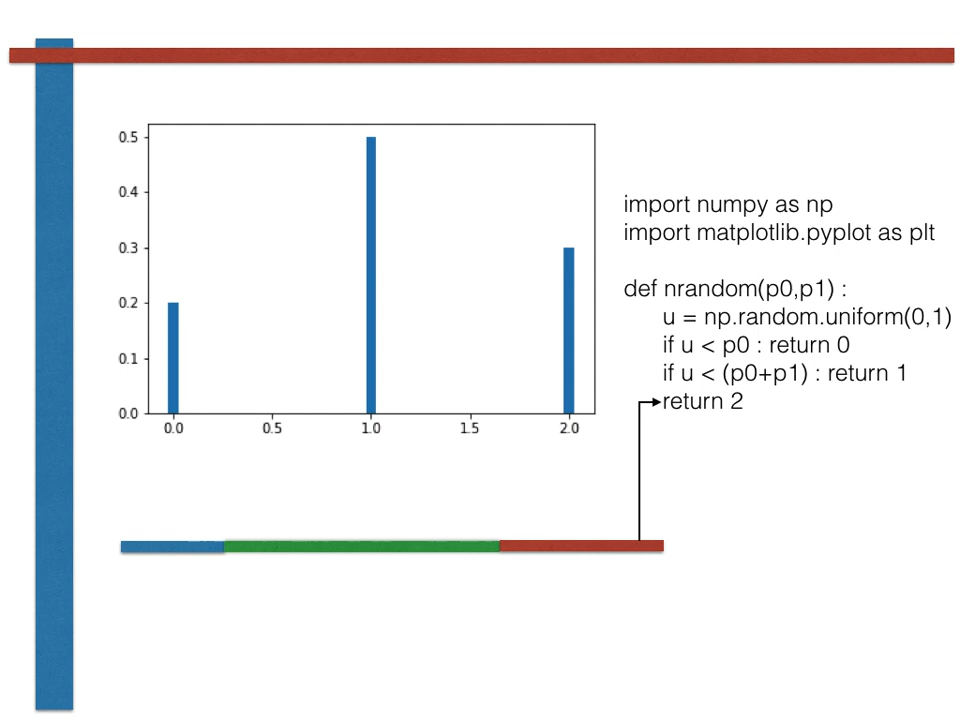 0.5
0.4
0.3
0.2
0.1
0.0
0.0 0.5 1.0 1.5 2.0
import numpy as np
import matplotlib.pyplot as plt
def nrandom(p0,p1) :
u = np.random.uniform(0,1)
if u < p0 : return 0
if u < (p0+p1) : return 1
return 2